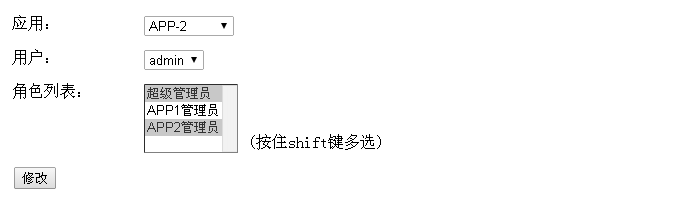 应用： APP-2
用户： admin
角色列表： 超级管理员
APP1管理员
APP2管理员
(按住shift键多选)
修改